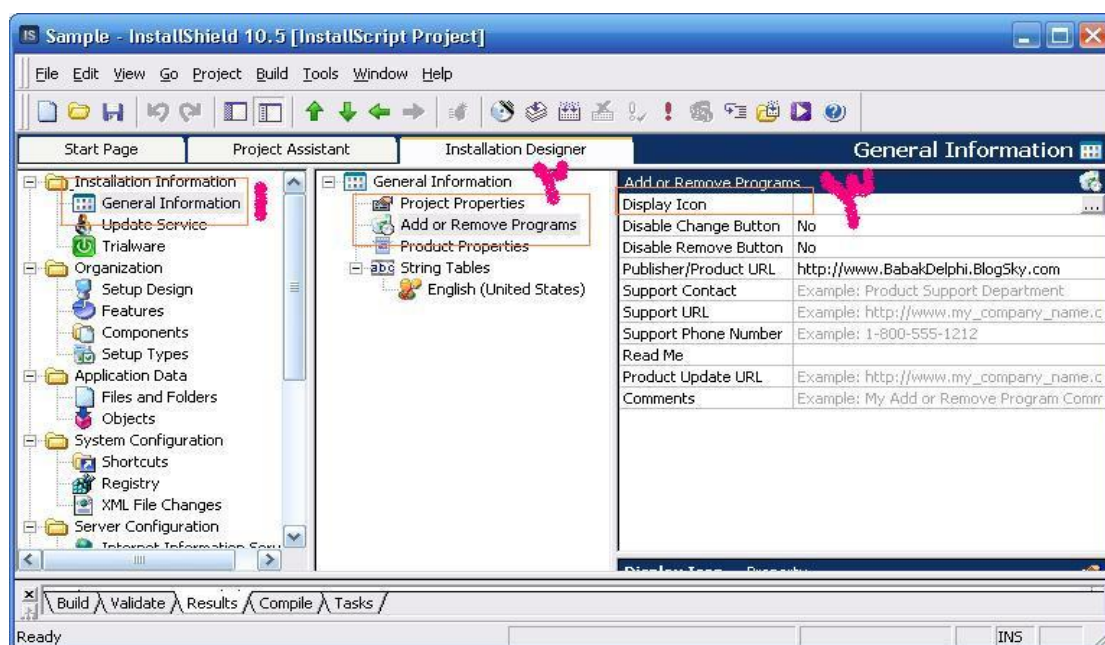 Sample - InstallShield 10.5 [InstallScript Project]
File Edit View Go Project Build Tools Window Help
Start Page Project Assistant Installation Designer General Information
Installation Information
General Information
Update Service
Trialware
Organization
Setup Design
Features
Components
Setup Types
Application Data
Files and Folders
Objects
System Configuration
Shortcuts
Registry
XML File Changes
Server Configuration
Internet Information Serv
۱
General Information
Project Properties
Add or Remove Programs
Product Properties
String Tables
English (United States)
۲
Add or Remove Programs
۳
Display Icon ...
Disable Change Button No
Disable Remove Button No
Publisher/Product URL http://www.BabakDelphi.BlogSky.com
Support Contact Example: Product Support Department
Support URL Example: http://www.my_company_name.c
Support Phone Number Example: 1-800-555-1212
Read Me
Product Update URL Example: http://www.my_company_name.c
Comments Example: My Add or Remove Program Comm
Build Validate Results Compile Tasks
Ready INS